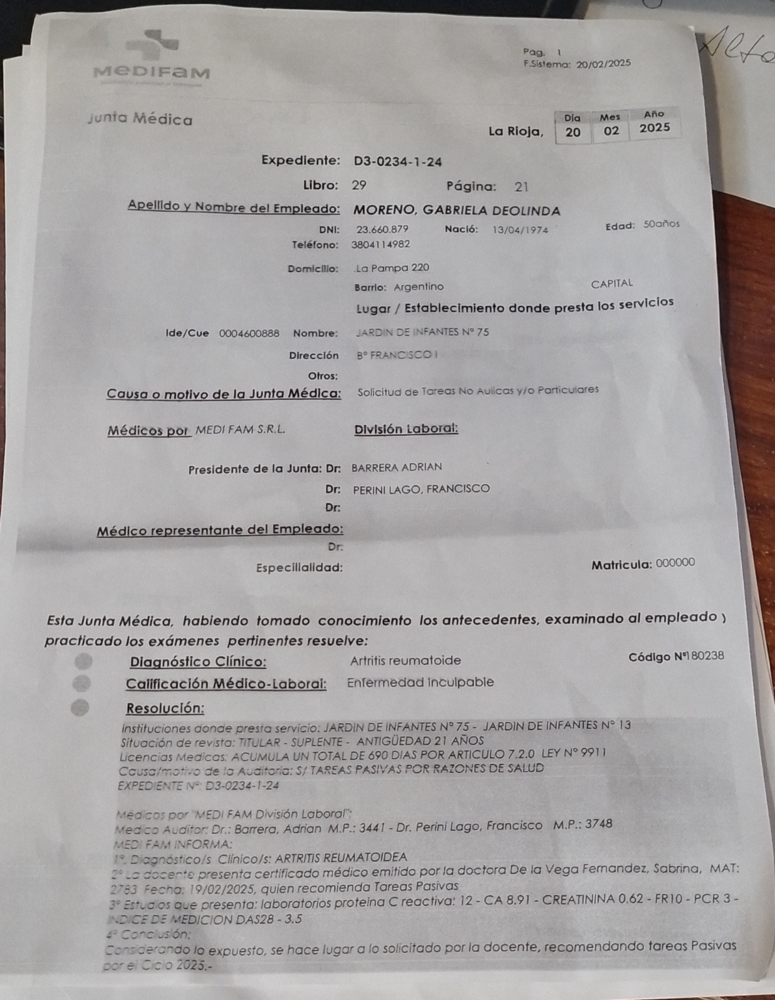 Alta
MEDIFAM
Pag. 1
F.Sistema: 20/02/2025
Junta Médica
La Rioja,
Día Mes Año
20 02 2025
Expediente: D3-0234-1-24
Libro: 29 Página: 21
Apellido y Nombre del Empleado: MORENO, GABRIELA DEOLINDA
DNI: 23.660.879 Nació: 13/04/1974 Edad: 50años
Teléfono: 3804114982
Domicilio: .La Pampa 220
Barrio: Argentino CAPITAL
Lugar / Establecimiento donde presta los servicios
Ide/Cue 0004600888 Nombre: JARDIN DE INFANTES Nº 75
Dirección Bº FRANCISCO I
Otros:
Causa o motivo de la Junta Médica: Solicitud de Tareas No Aulicas y/o Particulares
Médicos por MEDI FAM S.R.L. División Laboral:
Presidente de la Junta: Dr: BARRERA ADRIAN
Dr: PERINI LAGO, FRANCISCO
Dr:
Médico representante del Empleado:
Dr:
Especilialidad: Matricula: 000000
Esta Junta Médica, habiendo tomado conocimiento los antecedentes, examinado al empleado
practicado los exámenes pertinentes resuelve:
Diagnóstico Clínico: Artritis reumatoide Código Nº180238
Calificación Médico-Laboral: Enfermedad inculpable
Resolución:
Instituciones donde presta servicio: JARDIN DE INFANTES Nº 75 - JARDIN DE INFANTES Nº 13
Situación de revista: TITULAR - SUPLENTE - ANTIGÜEDAD 21 AÑOS
Licencias Medicas: ACUMULA UN TOTAL DE 690 DIAS POR ARTICULO 7.2.0 LEY Nº 9911
Causa/motivo de la Auditoria: S/ TAREAS PASIVAS POR RAZONES DE SALUD
EXPEDIENTE Nº: D3-0234-1-24
Médicos por "MEDI FAM División Laboral":
Medico Auditor: Dr.: Barrera, Adrian M.P.: 3441 - Dr. Perini Lago, Francisco M.P.: 3748
MEDI FAM INFORMA:
1º. Diagnóstico/s Clínico/s: ARTRITIS REUMATOIDEA
2º La docente presenta certificado médico emitido por la doctora De la Vega Fernandez, Sabrina, MAT:
2783 Fecha: 19/02/2025, quien recomienda Tareas Pasivas
3º Estudios que presenta: laboratorios proteina C reactiva: 12 - CA 8.91 - CREATININA 0.62 - FR10 - PCR 3 -
INDICE DE MEDICION DAS28 - 3.5
4º Conclusión:
Considerando lo expuesto, se hace lugar a lo solicitado por la docente, recomendando tareas Pasivas
por el Ciclo 2025.-